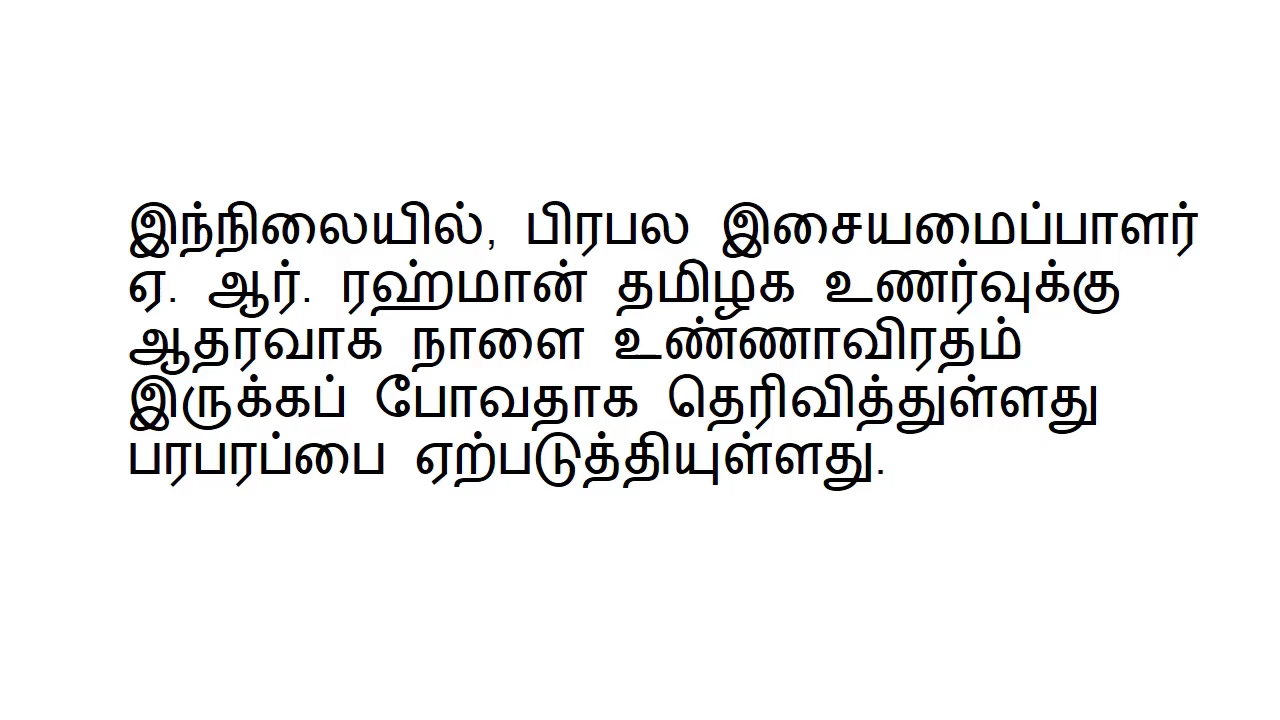 இந்நிலையில், பிரபல இசையமைப்பாளர்
ஏ. ஆர். ரஹ்மான் தமிழக உணர்வுக்கு
ஆதரவாக நாளை உண்ணாவிரதம்
இருக்கப் போவதாக தெரிவித்துள்ளது
பரபரப்பை ஏற்படுத்தியுள்ளது.